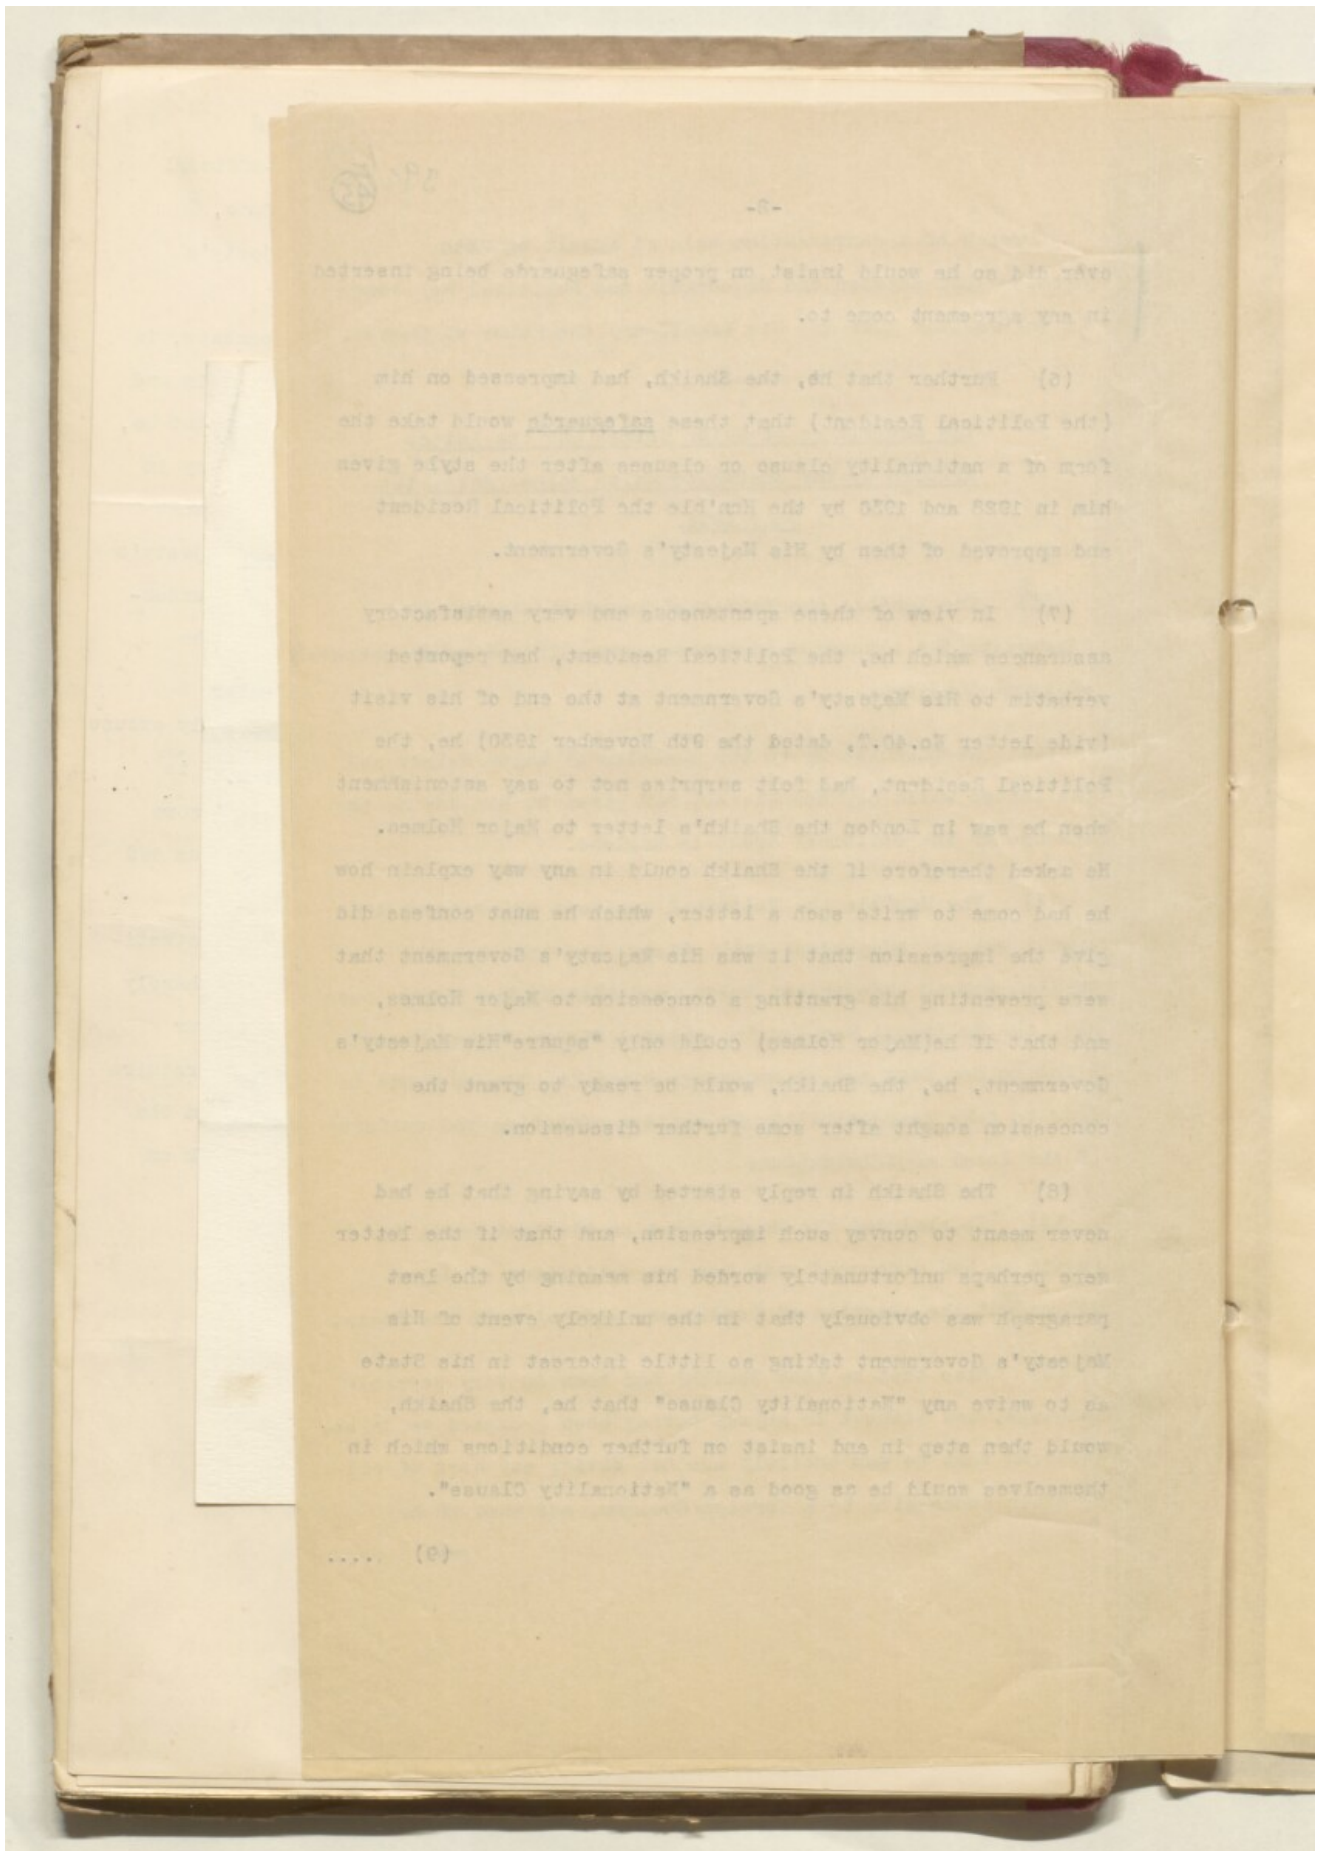 -3-
ever did so he would insist on proper safeguards being inserted
in any agreement come to.
(6) Further that he, the Shaikh, had impressed on him
(the Political Resident) that these safeguards would take the
form of a nationality clause or clauses after the style given
him in 1928 and 1930 by the Hon'ble the Political Resident
and approved of then by His Majesty's Government.
(7) In view of these spontaneous and very satisfactory
assurances which he, the Political Resident, had reported
verbatim to His Majesty's Government at the end of his visit
(vide letter No.40. dated the 9th November 1930) he, the
Political Resident, had felt surprise not to say astonishment
when he saw in London the Shaikh's letter to Major Holmes.
He asked therefore if the Shaikh could in any way explain how
he had come to write such a letter, which he must confess did
give the impression that it was His Majesty's Government that
were preventing his granting a concession to Major Holmes,
and that if he(Major Holmes) could only "square"His Majesty's
Government, he, the Shaikh, would be ready to grant the
concession sought after some further discussion.
(8) The Shaikh in reply started by saying that he had
never meant to convey such impression, and that if the letter
were perhaps unfortunately worded his meaning by the last
paragraph was obviously that in the unlikely event of His
Majesty's Government taking so little interest in his State
as to waive any "Nationality Clause" that he, the Shaikh,
would then step in and insist on further conditions which in
themselves would be as good as a "Nationality Clause".
(9) ....